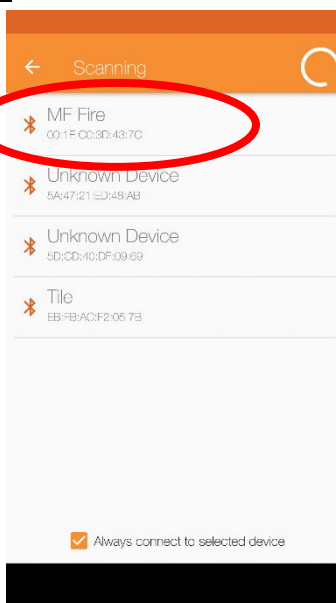 Scanning
MF Fire
00:1E:C0:3D:43:7C
Unknown Device
5A:47:21:ED:48:AB
Unknown Device
5D:CD:40:DF:09:69
Tile
EB:FB:AC:F2:05:7B
Always connect to selected device